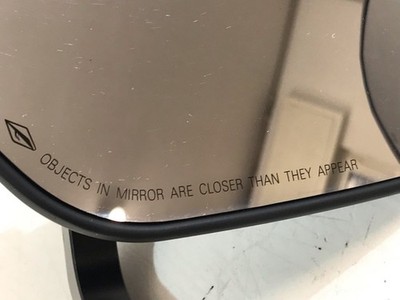 OBJECTS IN MIRROR ARE CLOSER THAN THEY APPEAR